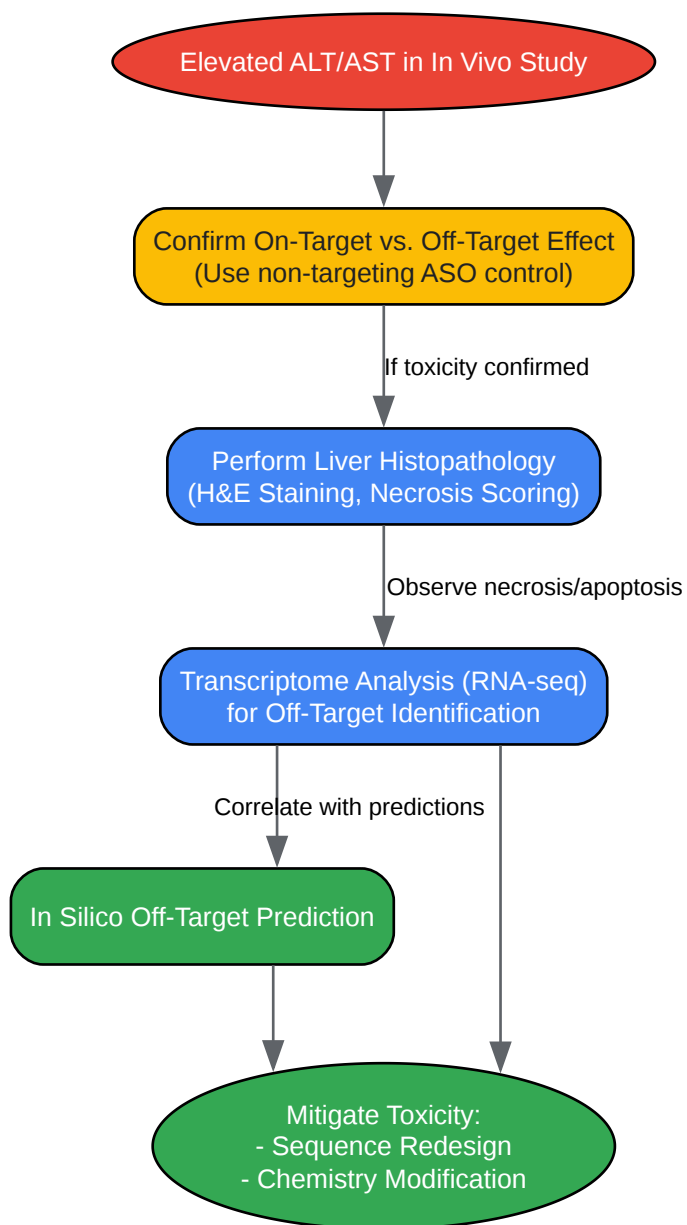 Elevated ALT/AST in In Vivo Study
Confirm On-Target vs. Off-Target Effect
(Use non-targeting ASO control)
If toxicity confirmed
Perform Liver Histopathology
(H&E Staining, Necrosis Scoring)
Observe necrosis/apoptosis
Transcriptome Analysis (RNA-seq)
for Off-Target Identification
Correlate with predictions
In Silico Off-Target Prediction
Mitigate Toxicity:
- Sequence Redesign
- Chemistry Modification